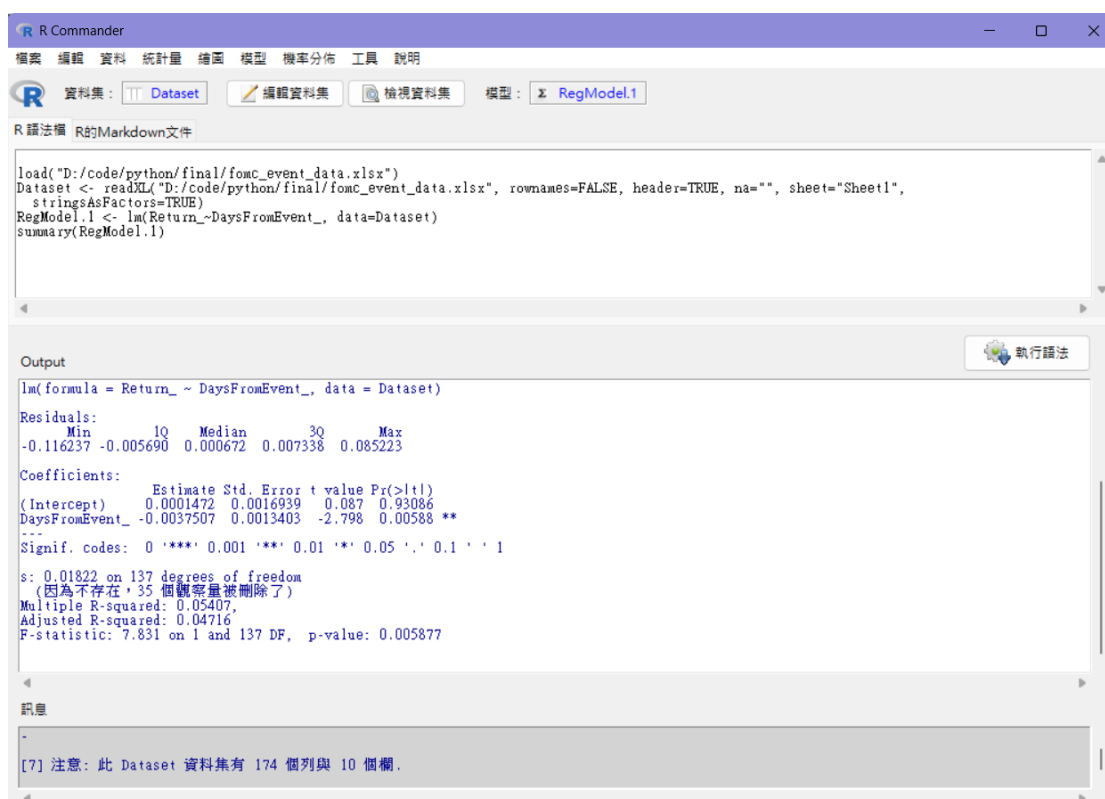 R Commander
檔案 編輯 資料 統計量 繪圖 模型 機率分佈 工具 說明
R 資料集： Dataset 編輯資料集 檢視資料集 模型： Σ RegModel.1
R 語法檔 R的Markdown文件
load("D:/code/python/final/fomc_event_data.xlsx")
Dataset <- readXL("D:/code/python/final/fomc_event_data.xlsx", rownames=FALSE, header=TRUE, na="", sheet="Sheet1",
stringsAsFactors=TRUE)
RegModel.1 <- lm(Return_~DaysFromEvent_, data=Dataset)
summary(RegModel.1)
Output
執行語法
lm(formula = Return_ ~ DaysFromEvent_, data = Dataset)
Residuals:
Min 1Q Median 3Q Max
-0.116237 -0.005690 0.000672 0.007338 0.085223
Coefficients:
Estimate Std. Error t value Pr(>|t|)
(Intercept) 0.0001472 0.0016939 0.087 0.93086
DaysFromEvent_ -0.0037507 0.0013403 -2.798 0.00588 **
---
Signif. codes: 0 '***' 0.001 '**' 0.01 '*' 0.05 '.' 0.1 ' ' 1
s: 0.01822 on 137 degrees of freedom
(因為不存在，35 個觀察量被刪除了)
Multiple R-squared: 0.05407,
Adjusted R-squared: 0.04716
F-statistic: 7.831 on 1 and 137 DF, p-value: 0.005877
訊息
-
[7] 注意: 此 Dataset 資料集有 174 個列與 10 個欄.